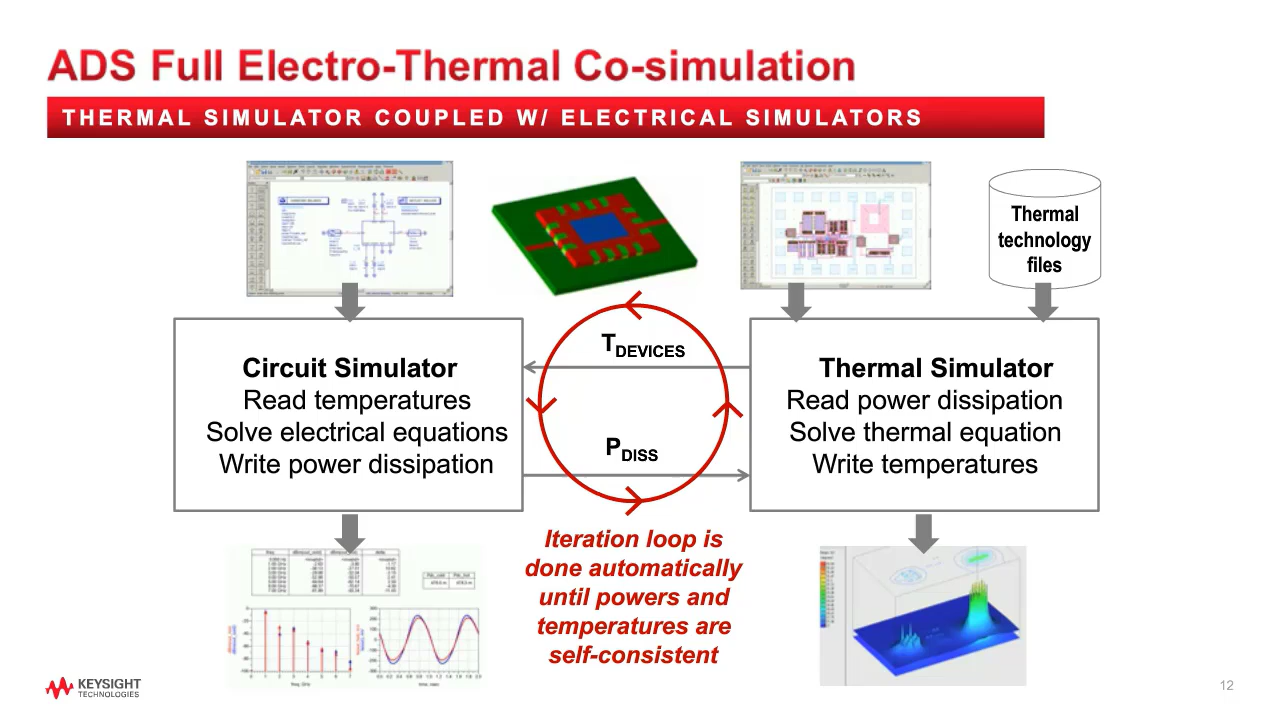 ADS Full Electro-Thermal Co-simulation
THERMAL SIMULATOR COUPLED W/ ELECTRICAL SIMULATORS
Thermal
technology
files
T DEVICES
P DISS
Circuit Simulator
Read temperatures
Solve electrical equations
Write power dissipation
Thermal Simulator
Read power dissipation
Solve thermal equation
Write temperatures
Iteration loop is
done automatically
until powers and
temperatures are
self-consistent
KEYSIGHT
TECHNOLOGIES
12